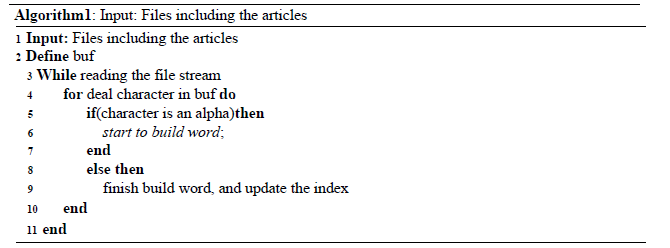 Algorithm1: Input: Files including the articles
1 Input: Files including the articles
2 Define buf
3 While reading the file stream
4 for deal character in buf do
5 if(character is an alpha)then
6 start to build word;
7 end
8 else then
9 finish build word, and update the index
10 end
11 end